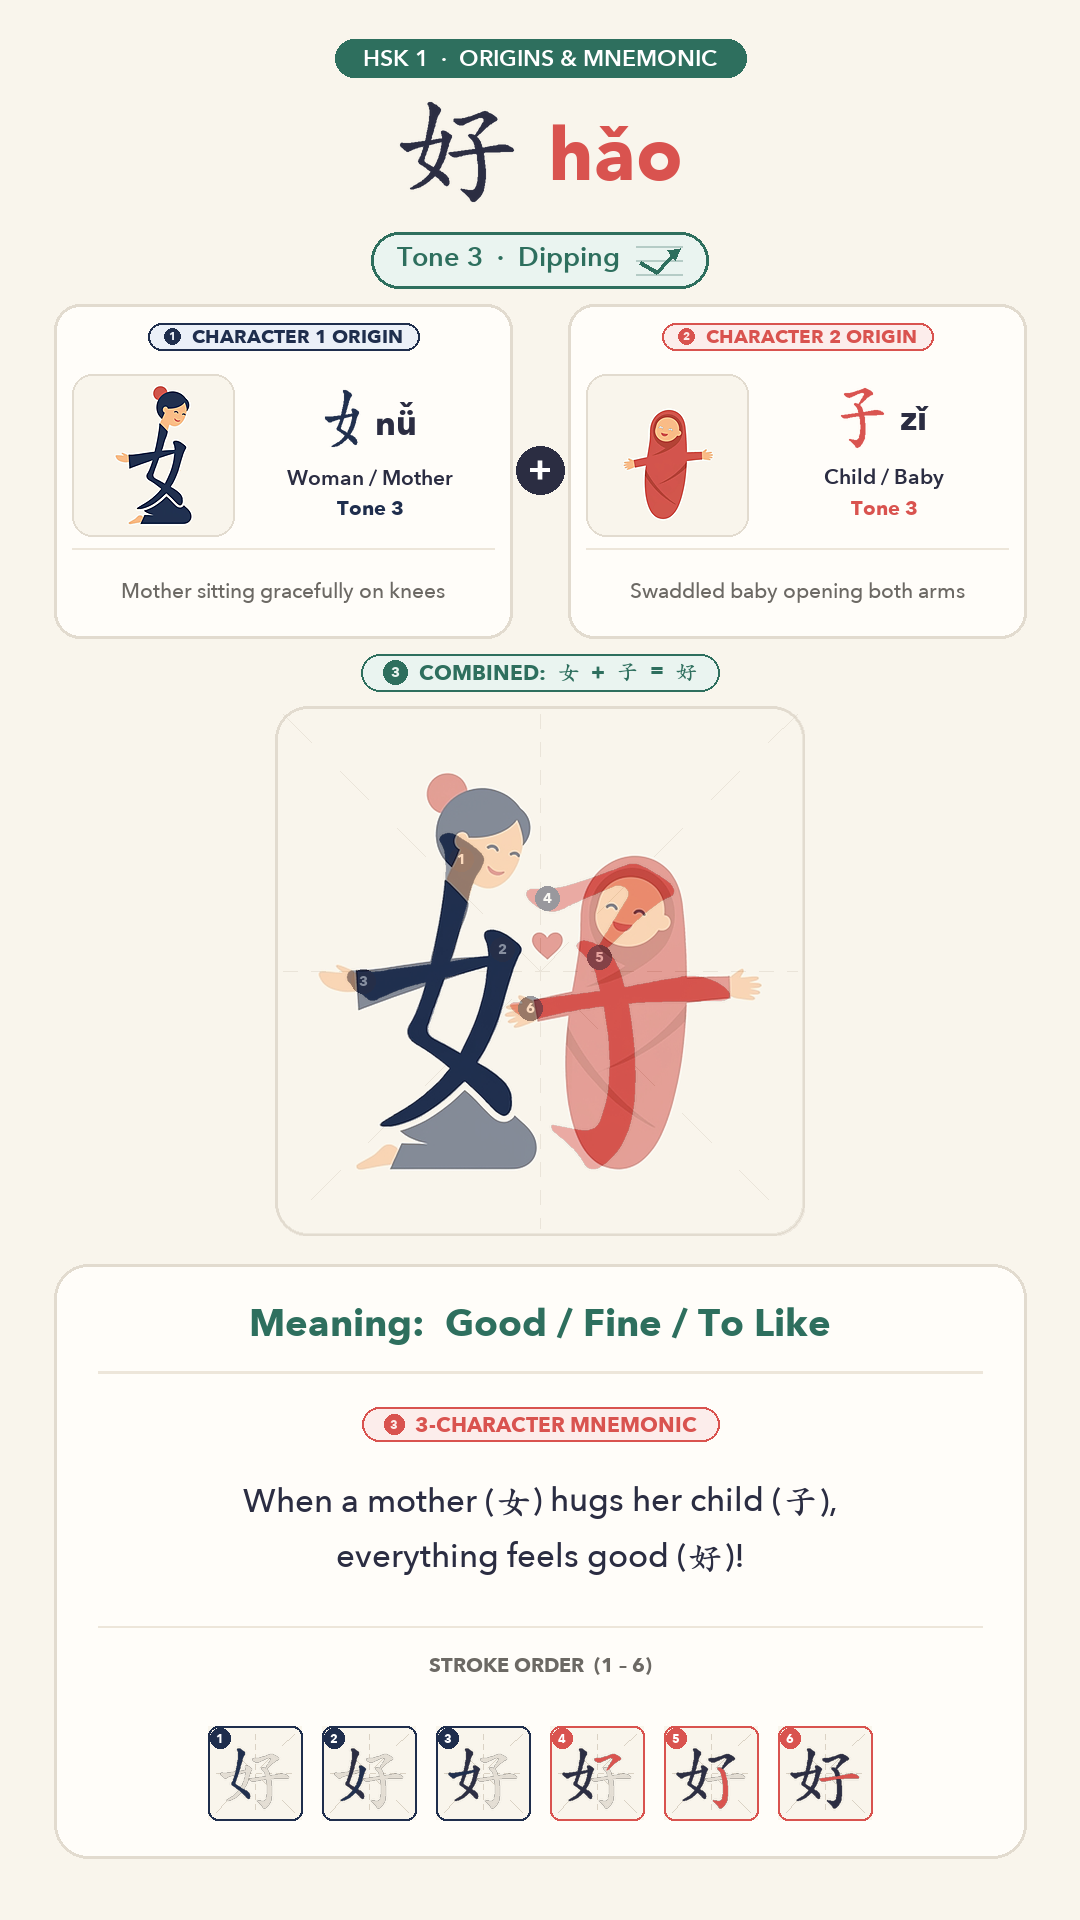 HSK 1 · ORIGINS & MNEMONIC
好 hǎo
Tone 3 · Dipping
1 CHARACTER 1 ORIGIN
女 nǚ
Woman / Mother
Tone 3
Mother sitting gracefully on knees
+
2 CHARACTER 2 ORIGIN
子 zǐ
Child / Baby
Tone 3
Swaddled baby opening both arms
3 COMBINED: 女 + 子 = 好
1
2
3
4
5
6
女子
Meaning: Good / Fine / To Like
3 3-CHARACTER MNEMONIC
When a mother (女) hugs her child (子),
everything feels good (好)!
STROKE ORDER (1 – 6)
1 好
2 好
3 好
4 好
5 好
6 好